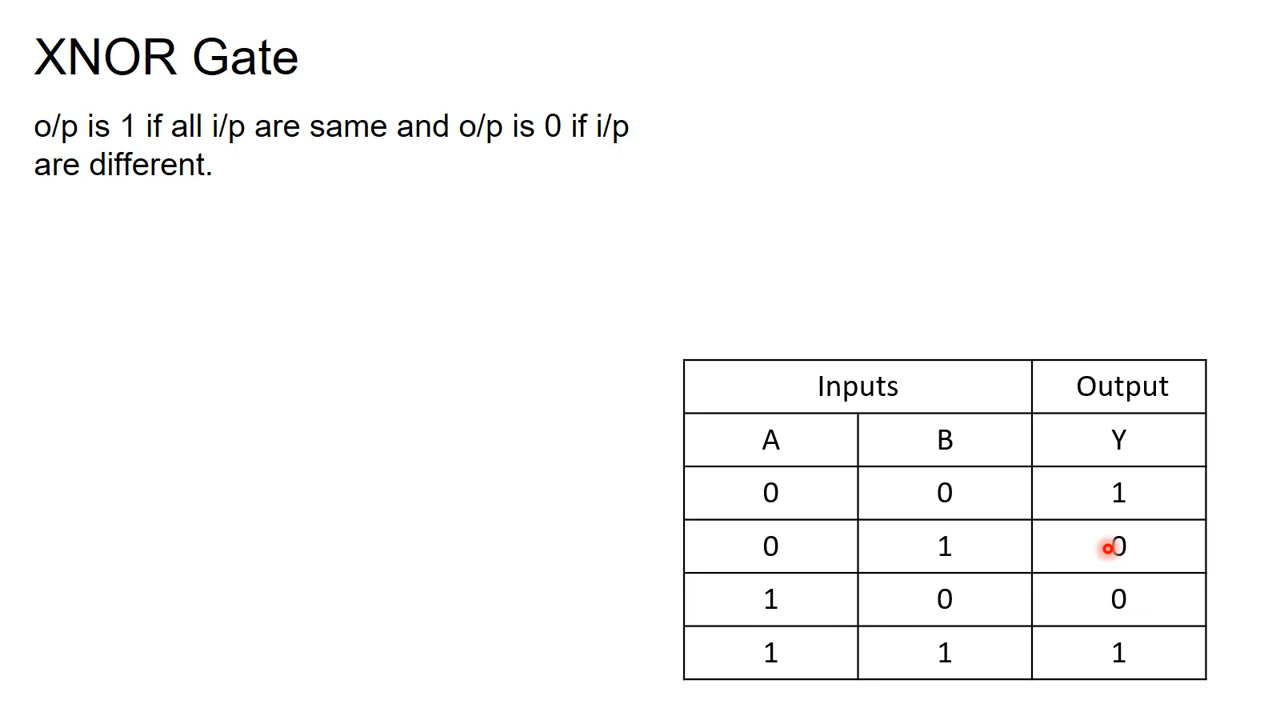 XNOR Gate
o/p is 1 if all i/p are same and o/p is 0 if i/p
are different.
Inputs Output
A B Y
0 0 1
0 1 0
1 0 0
1 1 1